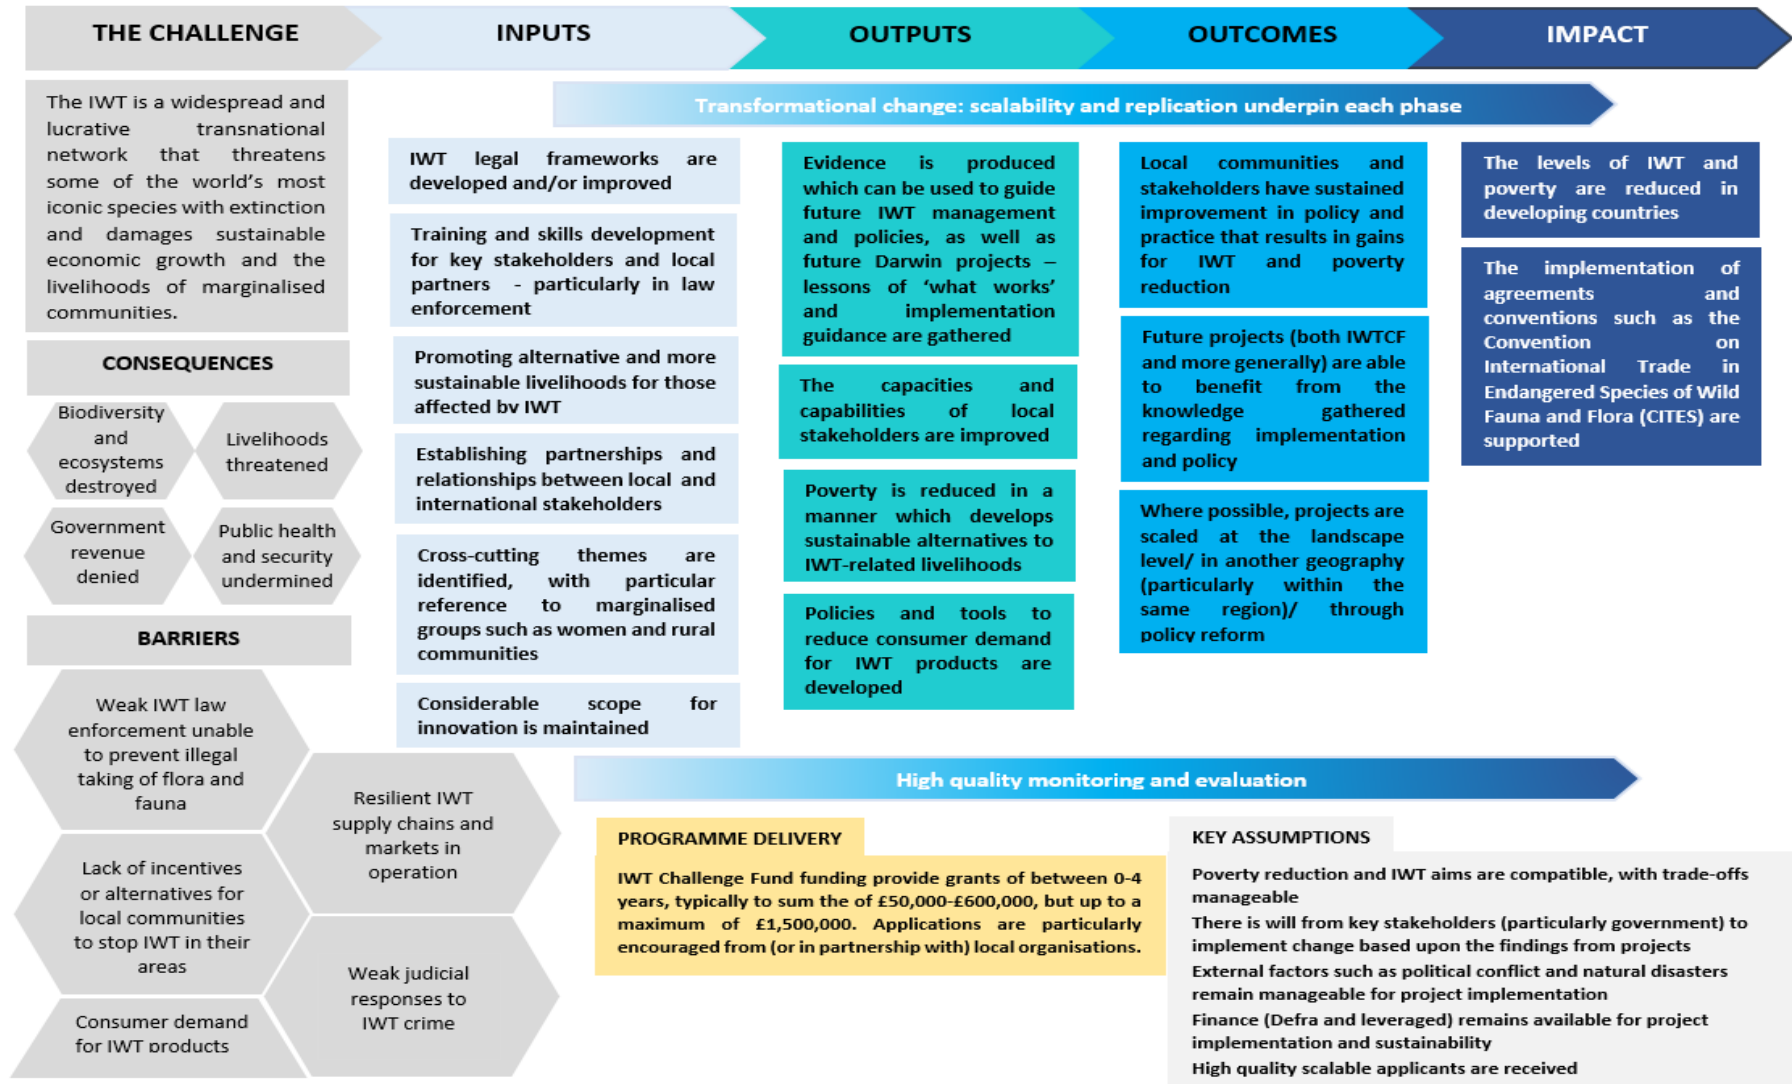 THE CHALLENGE
INPUTS
OUTPUTS
OUTCOMES
IMPACT
Transformational change: scalability and replication underpin each phase
The IWT is a widespread and
lucrative transnational
network that threatens
some of the world's most
iconic species with extinction
and damages sustainable
economic growth and the
livelihoods of marginalised
communities.
CONSEQUENCES
Biodiversity
and
ecosystems
destroyed
Livelihoods
threatened
Government
revenue
denied
Public health
and security
undermined
BARRIERS
Weak IWT law
enforcement unable
to prevent illegal
taking of flora and
fauna
Resilient IWT
supply chains and
markets in
operation
Lack of incentives
or alternatives for
local communities
to stop IWT in their
areas
Weak judicial
responses to
IWT crime
Consumer demand
for IWT products
IWT legal frameworks are
developed and/or improved
Training and skills development
for key stakeholders and local
partners - particularly in law
enforcement
Promoting alternative and more
sustainable livelihoods for those
affected by IWT
Establishing partnerships and
relationships between local and
international stakeholders
Cross-cutting themes are
identified, with particular
reference to marginalised
groups such as women and rural
communities
Considerable scope for
innovation is maintained
Evidence is produced
which can be used to guide
future IWT management
and policies, as well as
future Darwin projects –
lessons of ‘what works’
and implementation
guidance are gathered
The capacities and
capabilities of local
stakeholders are improved
Poverty is reduced in a
manner which develops
sustainable alternatives to
IWT-related livelihoods
Policies and tools to
reduce consumer demand
for IWT products are
developed
Local communities and
stakeholders have sustained
improvement in policy and
practice that results in gains
for IWT and poverty
reduction
Future projects (both IWTCF
and more generally) are able
to benefit from the
knowledge gathered
regarding implementation
and policy
Where possible, projects are
scaled at the landscape
level/ in another geography
(particularly within the
same region)/ through
policy reform
The levels of IWT and
poverty are reduced in
developing countries
The implementation of
agreements and
conventions such as the
Convention on
International Trade in
Endangered Species of Wild
Fauna and Flora (CITES) are
supported
High quality monitoring and evaluation
PROGRAMME DELIVERY
IWT Challenge Fund funding provide grants of between 0-4
years, typically to sum the of £50,000-£600,000, but up to a
maximum of £1,500,000. Applications are particularly
encouraged from (or in partnership with) local organisations.
KEY ASSUMPTIONS
Poverty reduction and IWT aims are compatible, with trade-offs
manageable
There is will from key stakeholders (particularly government) to
implement change based upon the findings from projects
External factors such as political conflict and natural disasters
remain manageable for project implementation
Finance (Defra and leveraged) remains available for project
implementation and sustainability
High quality scalable applicants are received